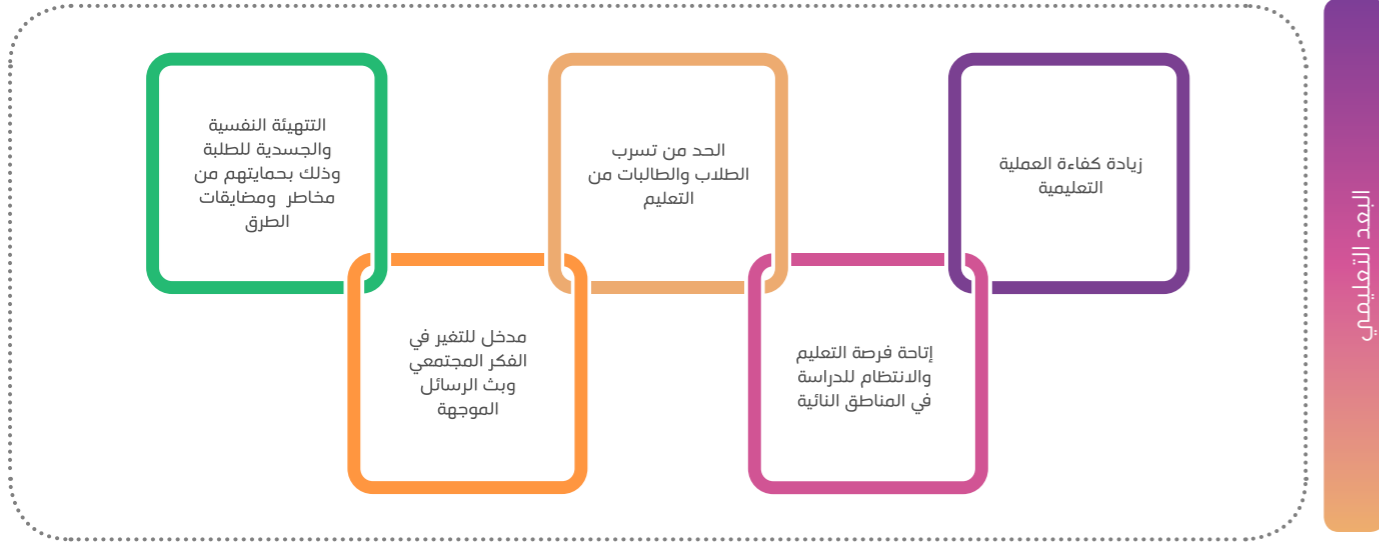 البعد التعليمي
زيادة كفاءة العملية
التعليمية
إتاحة فرصة التعليم
والانتظام للدراسة
في المناطق النائية
الحد من تسرب
الطلاب والطالبات من
التعليم
مدخل للتغير في
الفكر المجتمعي
وبث الرسائل
الموجهة
التتهيئة النفسية
والجسدية للطلبة
وذلك بحمايتهم من
مخاطر ومضايقات
الطرق